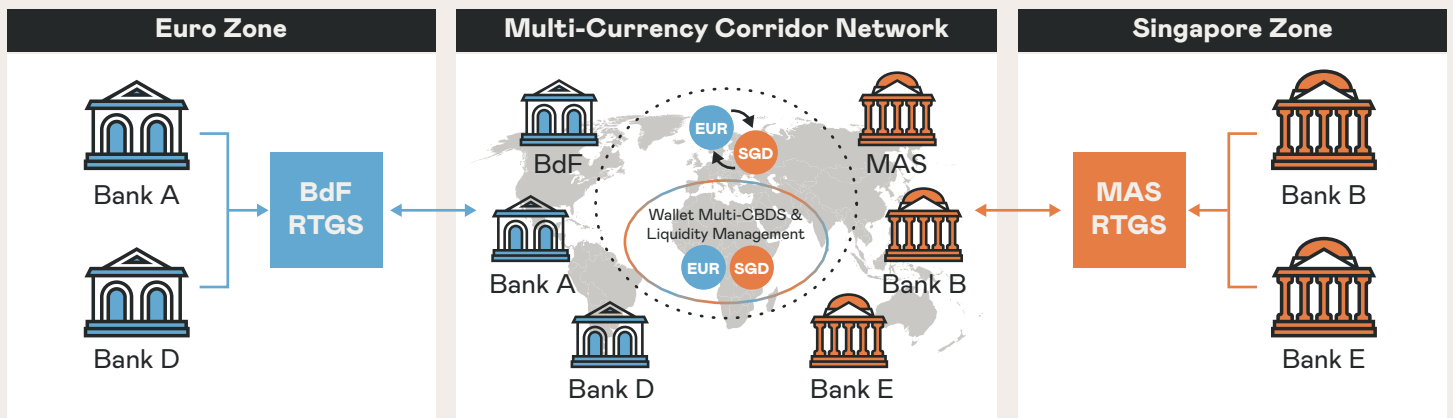 Euro Zone
Bank A
Bank D
BdF
RTGS
Multi-Currency Corridor Network
BdF
EUR
SGD
MAS
Bank A
Wallet Multi-CBDS &
Liquidity Management
EUR
SGD
Bank B
Bank D
Bank E
Singapore Zone
MAS
RTGS
Bank B
Bank E